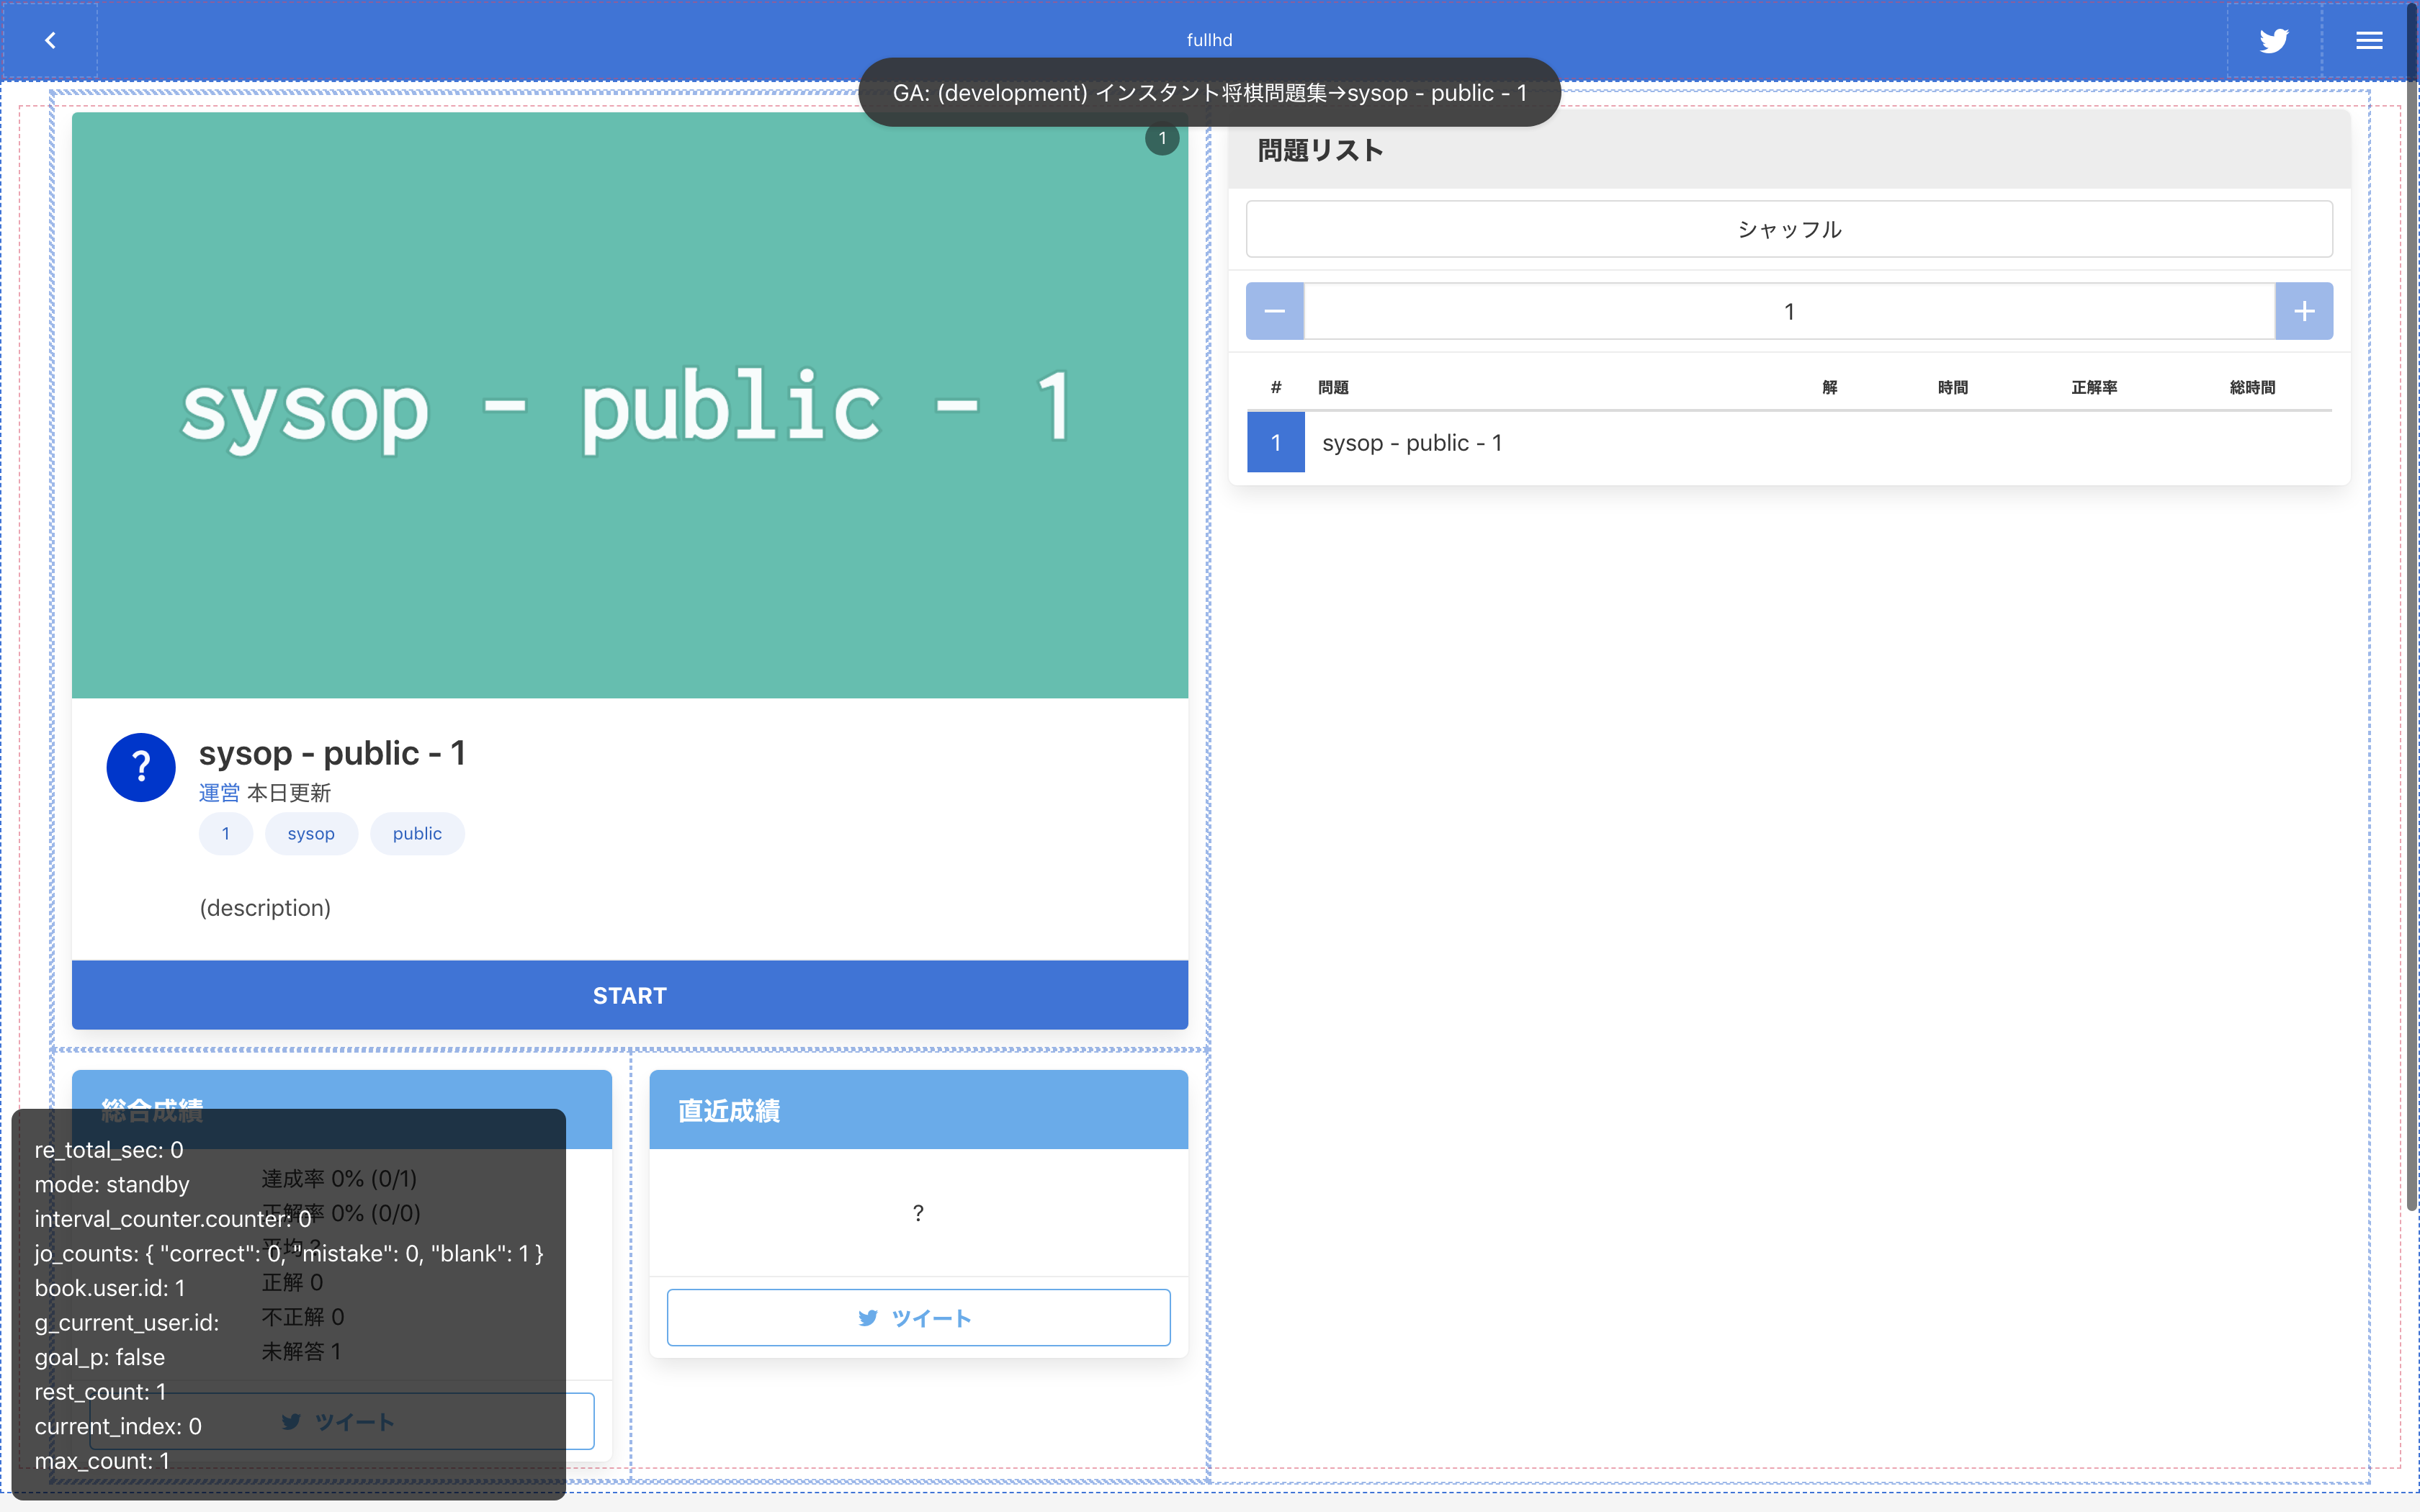 fullhd
GA: (development) インスタント将棋問題集→sysop - public - 1
1
sysop - public - 1
?
sysop - public - 1
運営 本日更新
1 sysop public
(description)
START
問題リスト
シャッフル
1
# 問題 解 時間 正解率 総時間
1 sysop - public - 1
総合成績
達成率 0% (0/1)
正解率 0% (0/0)
平均 ?
正解 0
不正解 0
未解答 1
ツイート
直近成績
?
ツイート
re_total_sec: 0
mode: standby
interval_counter.counter: 0
jo_counts: { "correct": 0, "mistake": 0, "blank": 1 }
book.user.id: 1
g_current_user.id:
goal_p: false
rest_count: 1
current_index: 0
max_count: 1